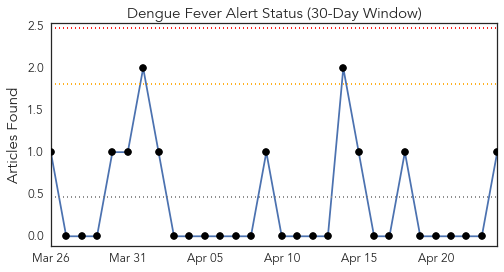 Dengue Fever Alert Status (30-Day Window)
Articles Found
2.5
2.0
1.5
1.0
0.5
0.0
Mar 26 Mar 31 Apr 05 Apr 10 Apr 15 Apr 20